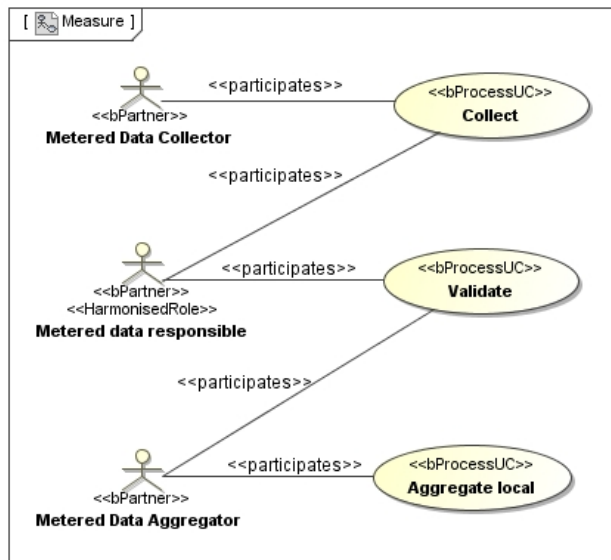 [ Measure ]
<<participates>>
<<bProcessUC>>
Collect
<<bPartner>>
Metered Data Collector
<<participates>>
<<participates>>
<<bProcessUC>>
Validate
<<bPartner>>
<<HarmonisedRole>>
Metered data responsible
<<participates>>
<<participates>>
<<bProcessUC>>
Aggregate local
<<bPartner>>
Metered Data Aggregator